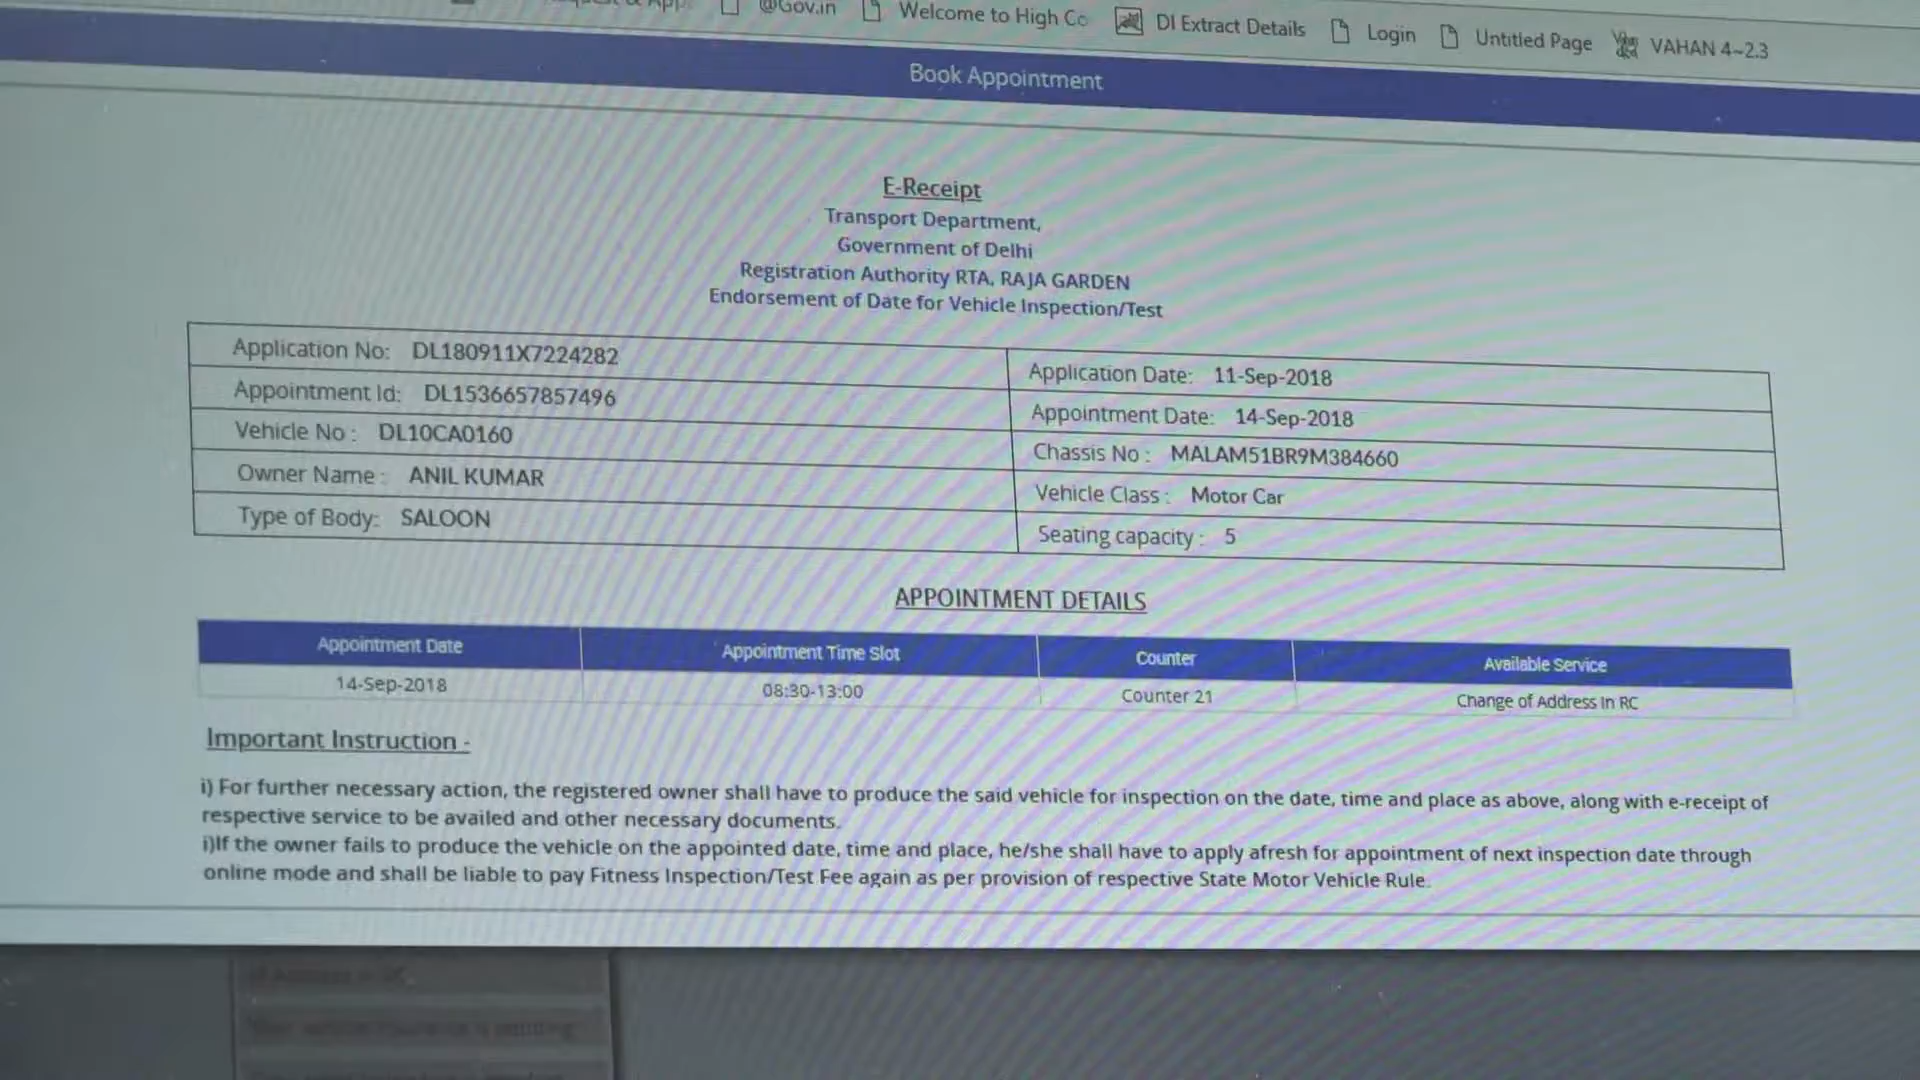 @Gov.in Welcome to High Co DI Extract Details Login Untitled Page VAHAN 4~2.3
Book Appointment
E-Receipt
Transport Department,
Government of Delhi
Registration Authority RTA, RAJA GARDEN
Endorsement of Date for Vehicle Inspection/Test
Application No: DL180911X7224282 Application Date: 11-Sep-2018
Appointment Id: DL1536657857496 Appointment Date: 14-Sep-2018
Vehicle No : DL10CA0160 Chassis No : MALAM51BR9M384660
Owner Name : ANIL KUMAR Vehicle Class : Motor Car
Type of Body: SALOON Seating capacity : 5
APPOINTMENT DETAILS
Appointment Date Appointment Time Slot Counter Available Service
14-Sep-2018 08:30-13:00 Counter 21 Change of Address in RC
Important Instruction -
i) For further necessary action, the registered owner shall have to produce the said vehicle for inspection on the date, time and place as above, along with e-receipt of
respective service to be availed and other necessary documents.
i)If the owner fails to produce the vehicle on the appointed date, time and place, he/she shall have to apply afresh for appointment of next inspection date through
online mode and shall be liable to pay Fitness Inspection/Test Fee again as per provision of respective State Motor Vehicle Rule.